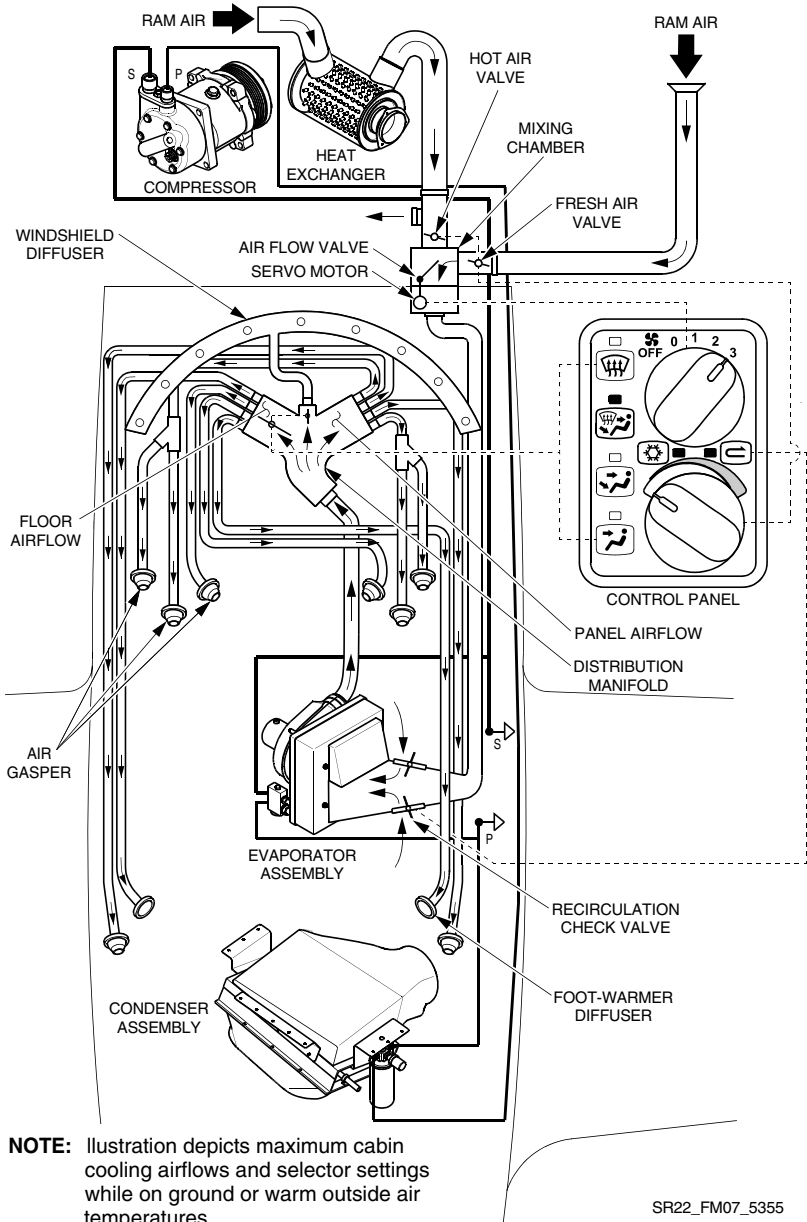 RAM AIR
RAM AIR
S
P
HOT AIR
VALVE
MIXING
CHAMBER
HEAT
EXCHANGER
COMPRESSOR
FRESH AIR
VALVE
WINDSHIELD
DIFFUSER
AIR FLOW VALVE
SERVO MOTOR
OFF
0
1
2
3
FLOOR
AIRFLOW
CONTROL PANEL
PANEL AIRFLOW
DISTRIBUTION
MANIFOLD
AIR
GASPER
S
P
EVAPORATOR
ASSEMBLY
RECIRCULATION
CHECK VALVE
FOOT-WARMER
DIFFUSER
CONDENSER
ASSEMBLY
NOTE: Ilustration depicts maximum cabin
cooling airflows and selector settings
while on ground or warm outside air
temperatures
SR22_FM07_5355